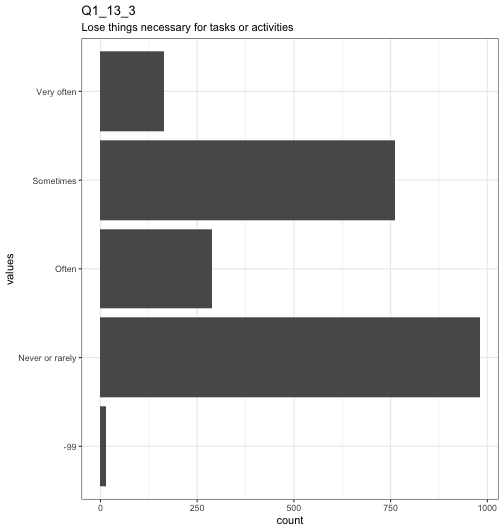 Q1_13_3
Lose things necessary for tasks or activities
Very often
Sometimes
Often
Never or rarely
-99
values
0 250 500 750 1000
count